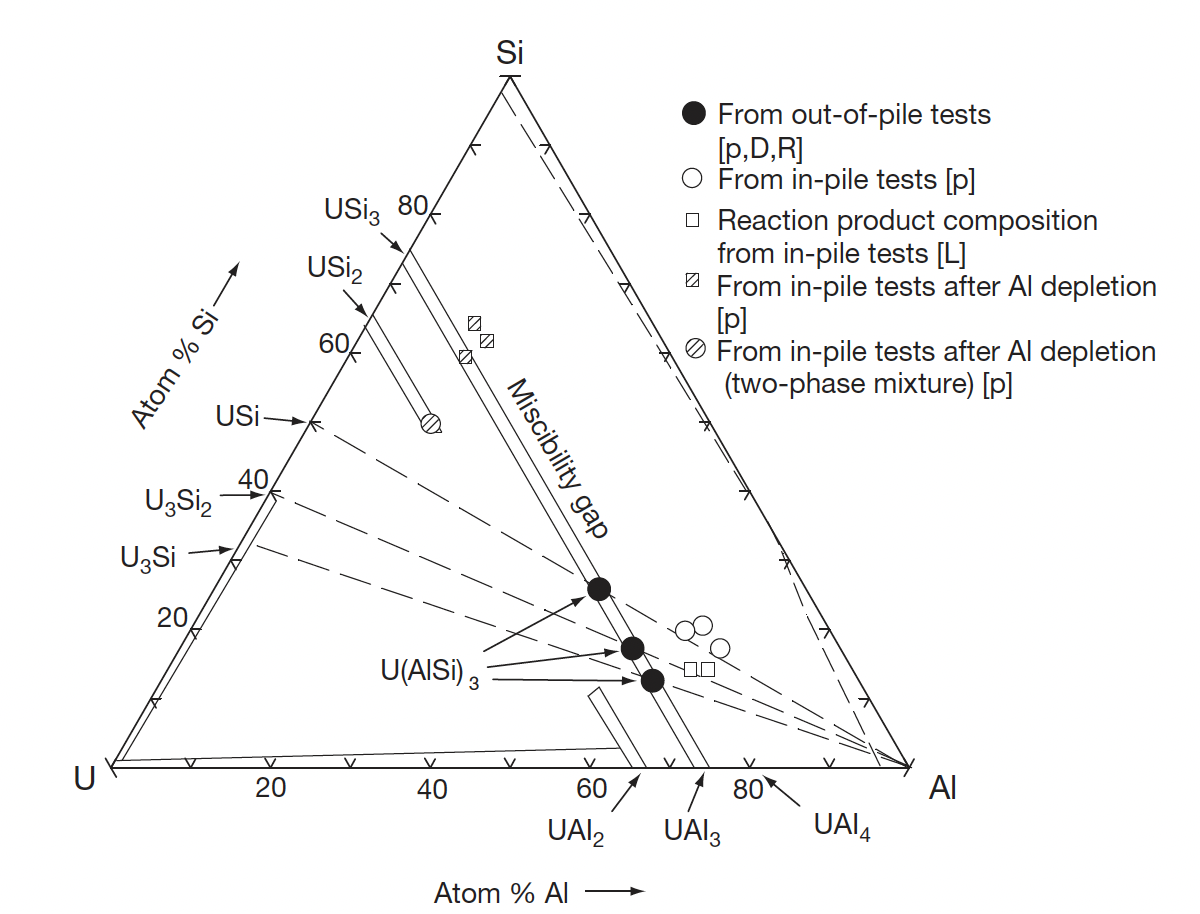 Si
From out-of-pile tests
[p,D,R]
From in-pile tests [p]
Reaction product composition
from in-pile tests [L]
From in-pile tests after Al depletion
[p]
From in-pile tests after Al depletion
(two-phase mixture) [p]
USi3
80
USi2
60
Atom % Si
USi
Miscibility gap
40
U3Si2
U3Si
20
U(AlSi)3
U
20
40
60
80
Al
UAl2
UAl3
UAl4
Atom % Al